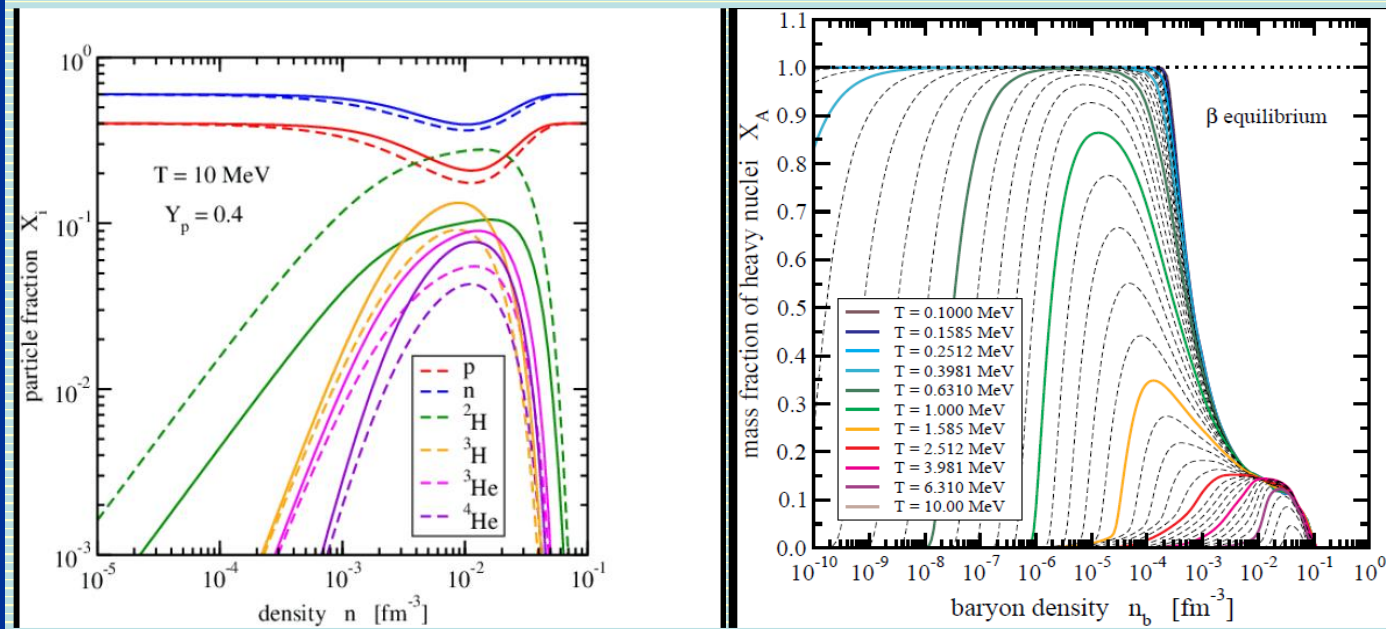 10^0
10^-1
10^-2
10^-3
particle fraction X_i
T = 10 MeV
Y_p = 0.4
p
n
^2H
^3H
^3He
^4He
10^-5 10^-4 10^-3 10^-2 10^-1
density n [fm^-3]
1.1
1.0
0.9
0.8
0.7
0.6
0.5
0.4
0.3
0.2
0.1
0.0
mass fraction of heavy nuclei X_A
β equilibrium
T = 0.1000 MeV
T = 0.1585 MeV
T = 0.2512 MeV
T = 0.3981 MeV
T = 0.6310 MeV
T = 1.000 MeV
T = 1.585 MeV
T = 2.512 MeV
T = 3.981 MeV
T = 6.310 MeV
T = 10.00 MeV
10^-10 10^-9 10^-8 10^-7 10^-6 10^-5 10^-4 10^-3 10^-2 10^-1 10^0
baryon density n_b [fm^-3]